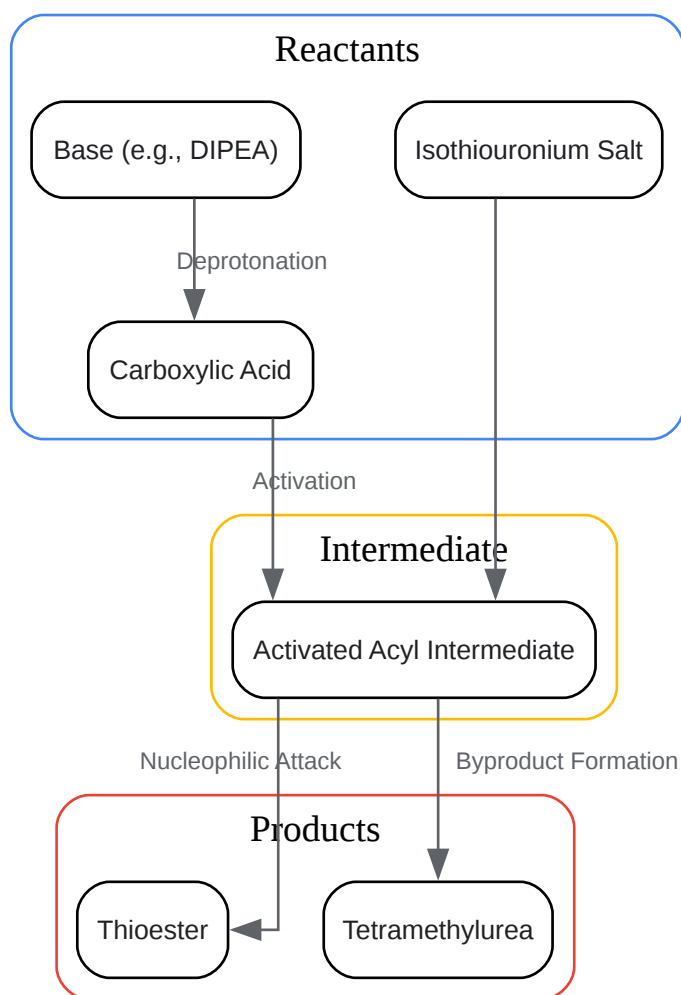 Reactants
Base (e.g., DIPEA)
Isothiouronium Salt
Deprotonation
Carboxylic Acid
Activation
Intermediate
Activated Acyl Intermediate
Nucleophilic Attack
Byproduct Formation
Products
Thioester
Tetramethylurea